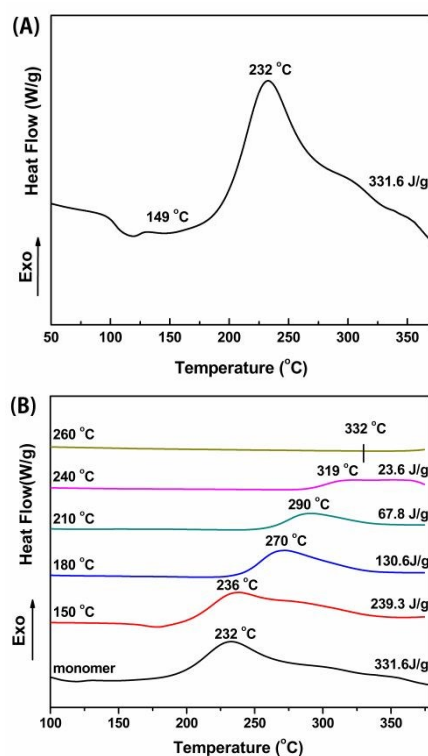 (A)
Heat Flow (W/g)
Exo
232 °C
149 °C
331.6 J/g
50 100 150 200 250 300 350
Temperature (°C)
(B)
Heat Flow(W/g)
Exo
260 °C
332 °C
240 °C
319 °C
23.6 J/g
210 °C
290 °C
67.8 J/g
180 °C
270 °C
130.6J/g
150 °C
236 °C
239.3 J/g
monomer
232 °C
331.6J/g
100 150 200 250 300 350
Temperature (°C)